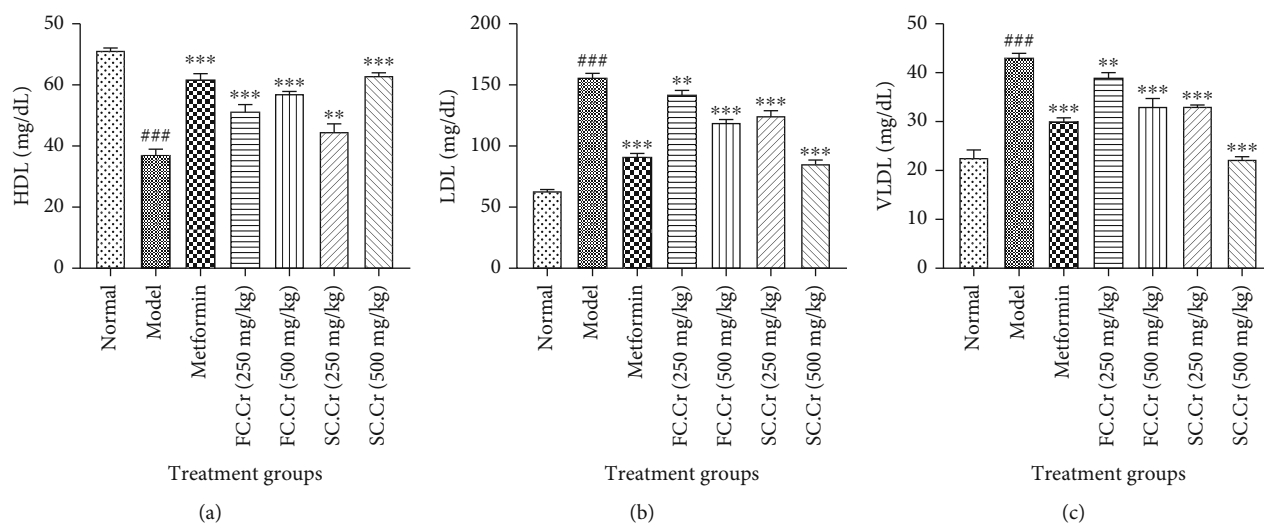 50
60
40
20
0
HDL (mg/dL)
###
***
***
***
**
***
Normal
Model
Metformin
FC.Cr (250 mg/kg)
FC.Cr (500 mg/kg)
SC.Cr (250 mg/kg)
SC.Cr (500 mg/kg)
Treatment groups
(a)
200
150
100
50
0
LDL (mg/dL)
###
***
**
***
***
***
Normal
Model
Metformin
FC.Cr (250 mg/kg)
FC.Cr (500 mg/kg)
SC.Cr (250 mg/kg)
SC.Cr (500 mg/kg)
Treatment groups
(b)
50
40
30
20
10
0
VLDL (mg/dL)
###
***
**
***
***
***
Normal
Model
Metformin
FC.Cr (250 mg/kg)
FC.Cr (500 mg/kg)
SC.Cr (250 mg/kg)
SC.Cr (500 mg/kg)
Treatment groups
(c)